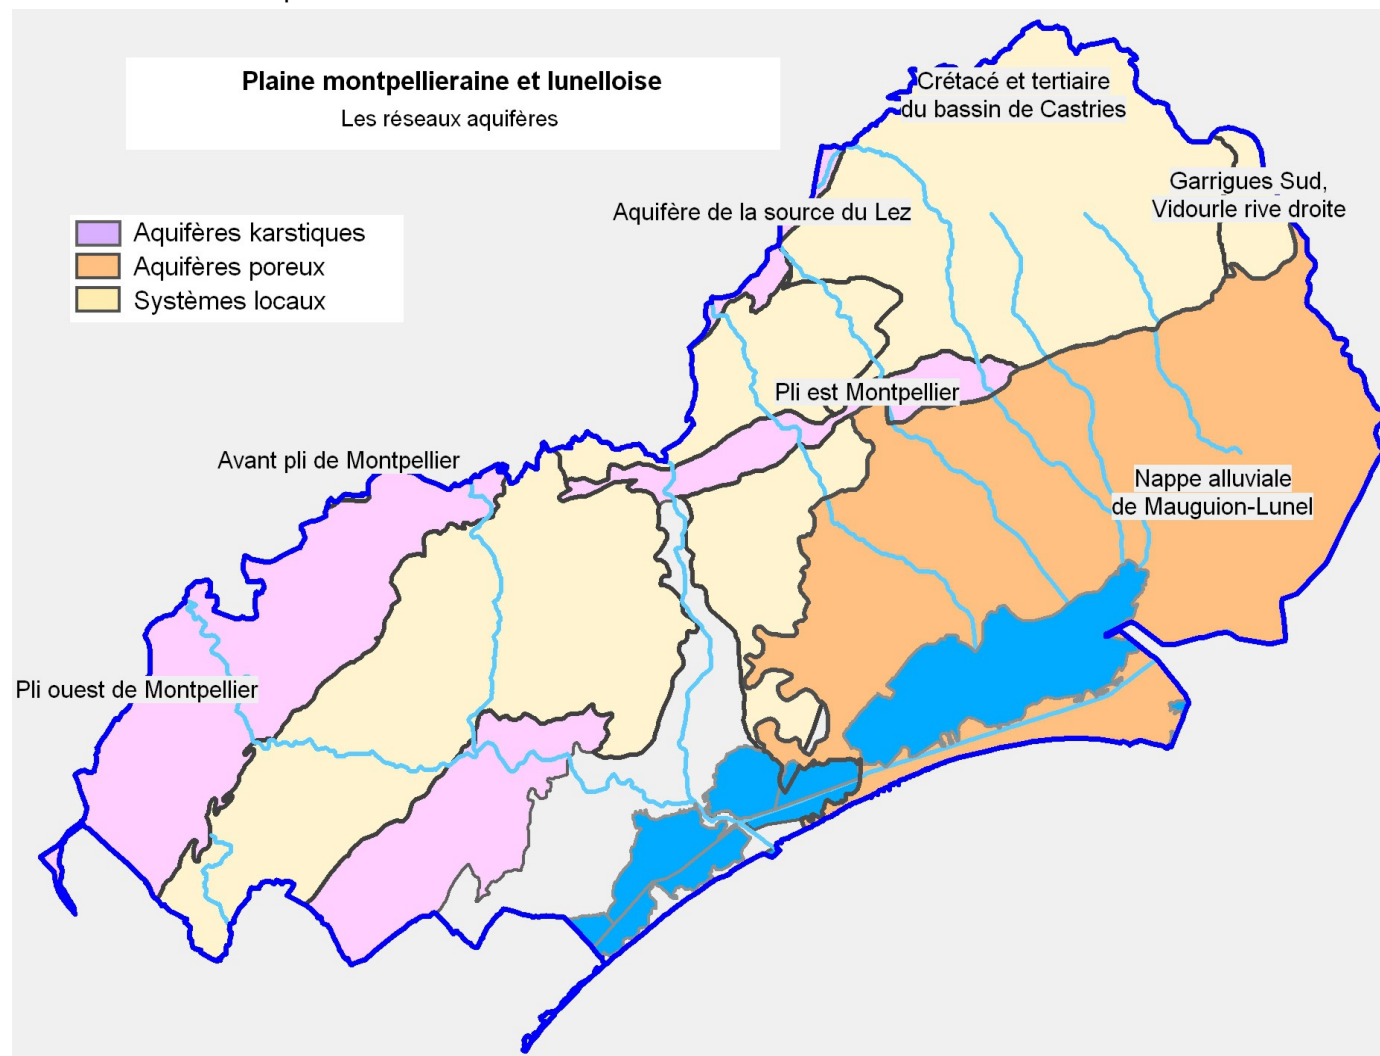 Plaine montpellieraine et lunelloise
Les réseaux aquifères
Crétacé et tertiaire
du bassin de Castries
Garrigues Sud,
Vidourle rive droite
Aquifère de la source du Lez
Aquifères karstiques
Aquifères poreux
Systèmes locaux
Pli est Montpellier
Avant pli de Montpellier
Nappe alluviale
de Mauguion-Lunel
Pli ouest de Montpellier